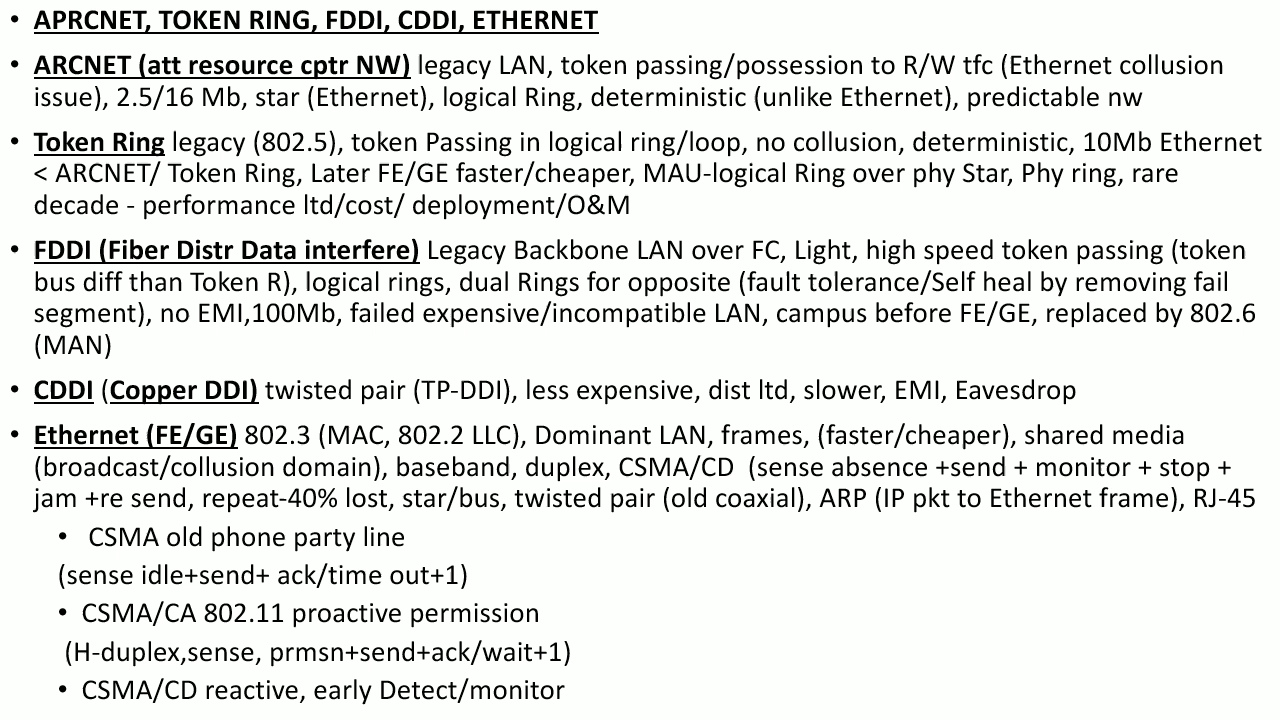 • APRCNET, TOKEN RING, FDDI, CDDI, ETHERNET
• ARCNET (att resource cptr NW) legacy LAN, token passing/possession to R/W tfc (Ethernet collusion
issue), 2.5/16 Mb, star (Ethernet), logical Ring, deterministic (unlike Ethernet), predictable nw
• Token Ring legacy (802.5), token Passing in logical ring/loop, no collusion, deterministic, 10Mb Ethernet
< ARCNET/ Token Ring, Later FE/GE faster/cheaper, MAU-logical Ring over phy Star, Phy ring, rare
decade - performance ltd/cost/ deployment/O&M
• FDDI (Fiber Distr Data interfere) Legacy Backbone LAN over FC, Light, high speed token passing (token
bus diff than Token R), logical rings, dual Rings for opposite (fault tolerance/Self heal by removing fail
segment), no EMI,100Mb, failed expensive/incompatible LAN, campus before FE/GE, replaced by 802.6
(MAN)
• CDDI (Copper DDI) twisted pair (TP-DDI), less expensive, dist ltd, slower, EMI, Eavesdrop
• Ethernet (FE/GE) 802.3 (MAC, 802.2 LLC), Dominant LAN, frames, (faster/cheaper), shared media
(broadcast/collusion domain), baseband, duplex, CSMA/CD (sense absence +send + monitor + stop +
jam +re send, repeat-40% lost, star/bus, twisted pair (old coaxial), ARP (IP pkt to Ethernet frame), RJ-45
• CSMA old phone party line
(sense idle+send+ ack/time out+1)
• CSMA/CA 802.11 proactive permission
(H-duplex,sense, prmsn+send+ack/wait+1)
• CSMA/CD reactive, early Detect/monitor